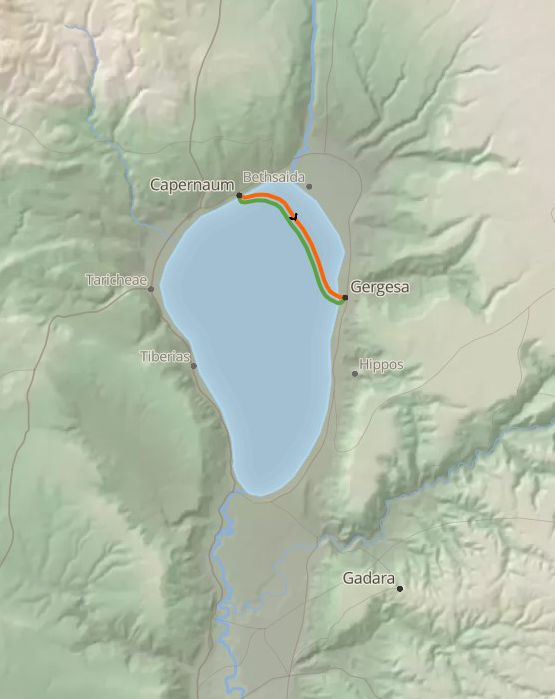 Bethsaida
Capernaum
Taricheae
Gergesa
Tiberias
Hippos
Gadara